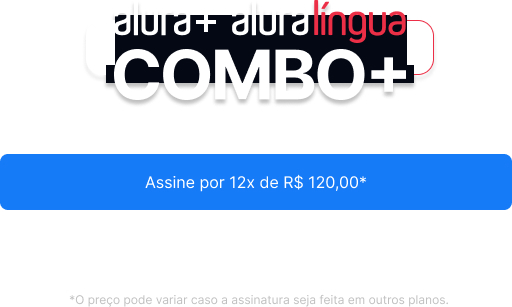 alura+ aluralíngua
COMBO+
Assine por 12x de R$ 120,00*
*O preço pode variar caso a assinatura seja feita em outros planos.